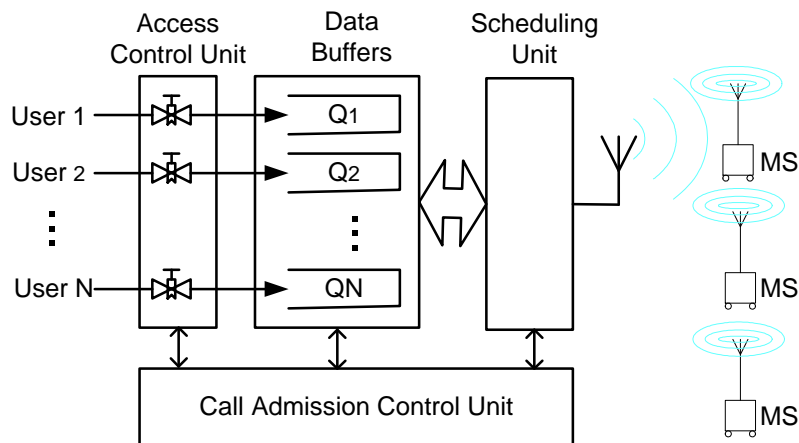 Access
Control Unit
Data
Buffers
Scheduling
Unit
User 1
Q1
User 2
Q2
User N
QN
MS
MS
MS
Call Admission Control Unit